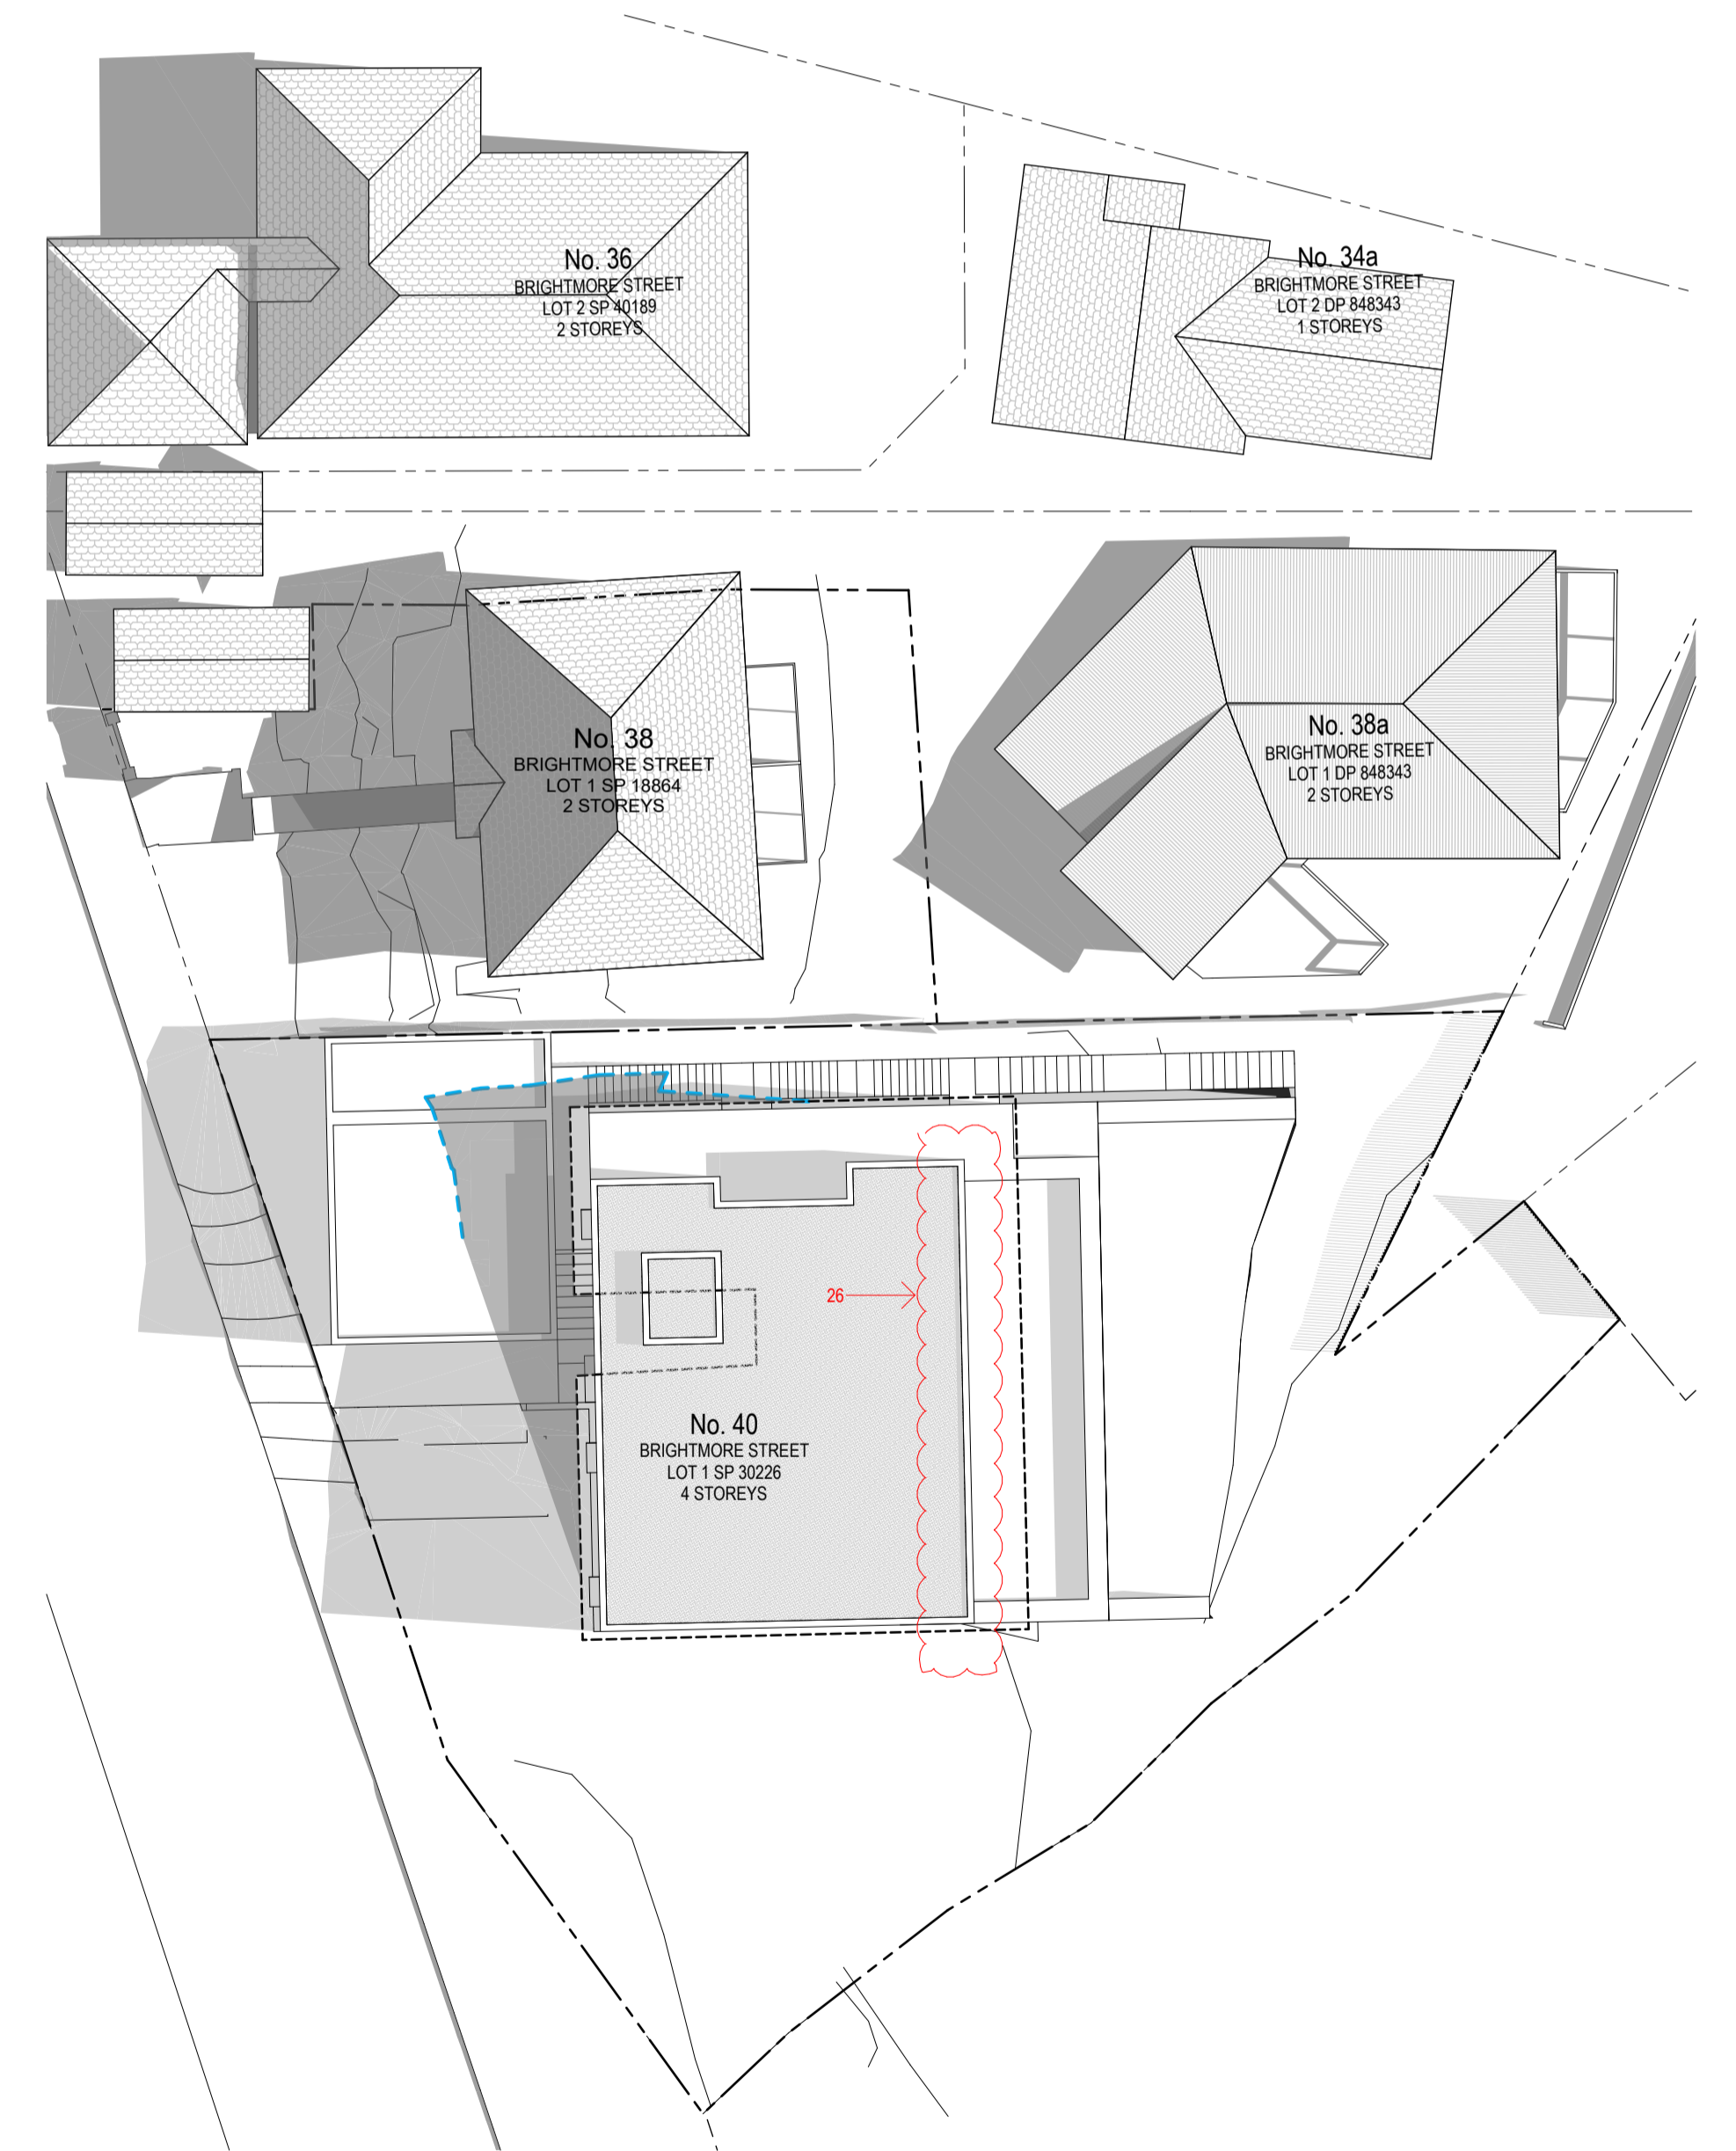 No. 36
BRIGHTMORE STREET
LOT 2 SP 40189
2 STOREYS
No. 34a
BRIGHTMORE STREET
LOT 2 DP 848343
1 STOREYS
No. 38
BRIGHTMORE STREET
LOT 1 SP 18864
2 STOREYS
No. 38a
BRIGHTMORE STREET
LOT 1 DP 848343
2 STOREYS
26
No. 40
BRIGHTMORE STREET
LOT 1 SP 30226
4 STOREYS